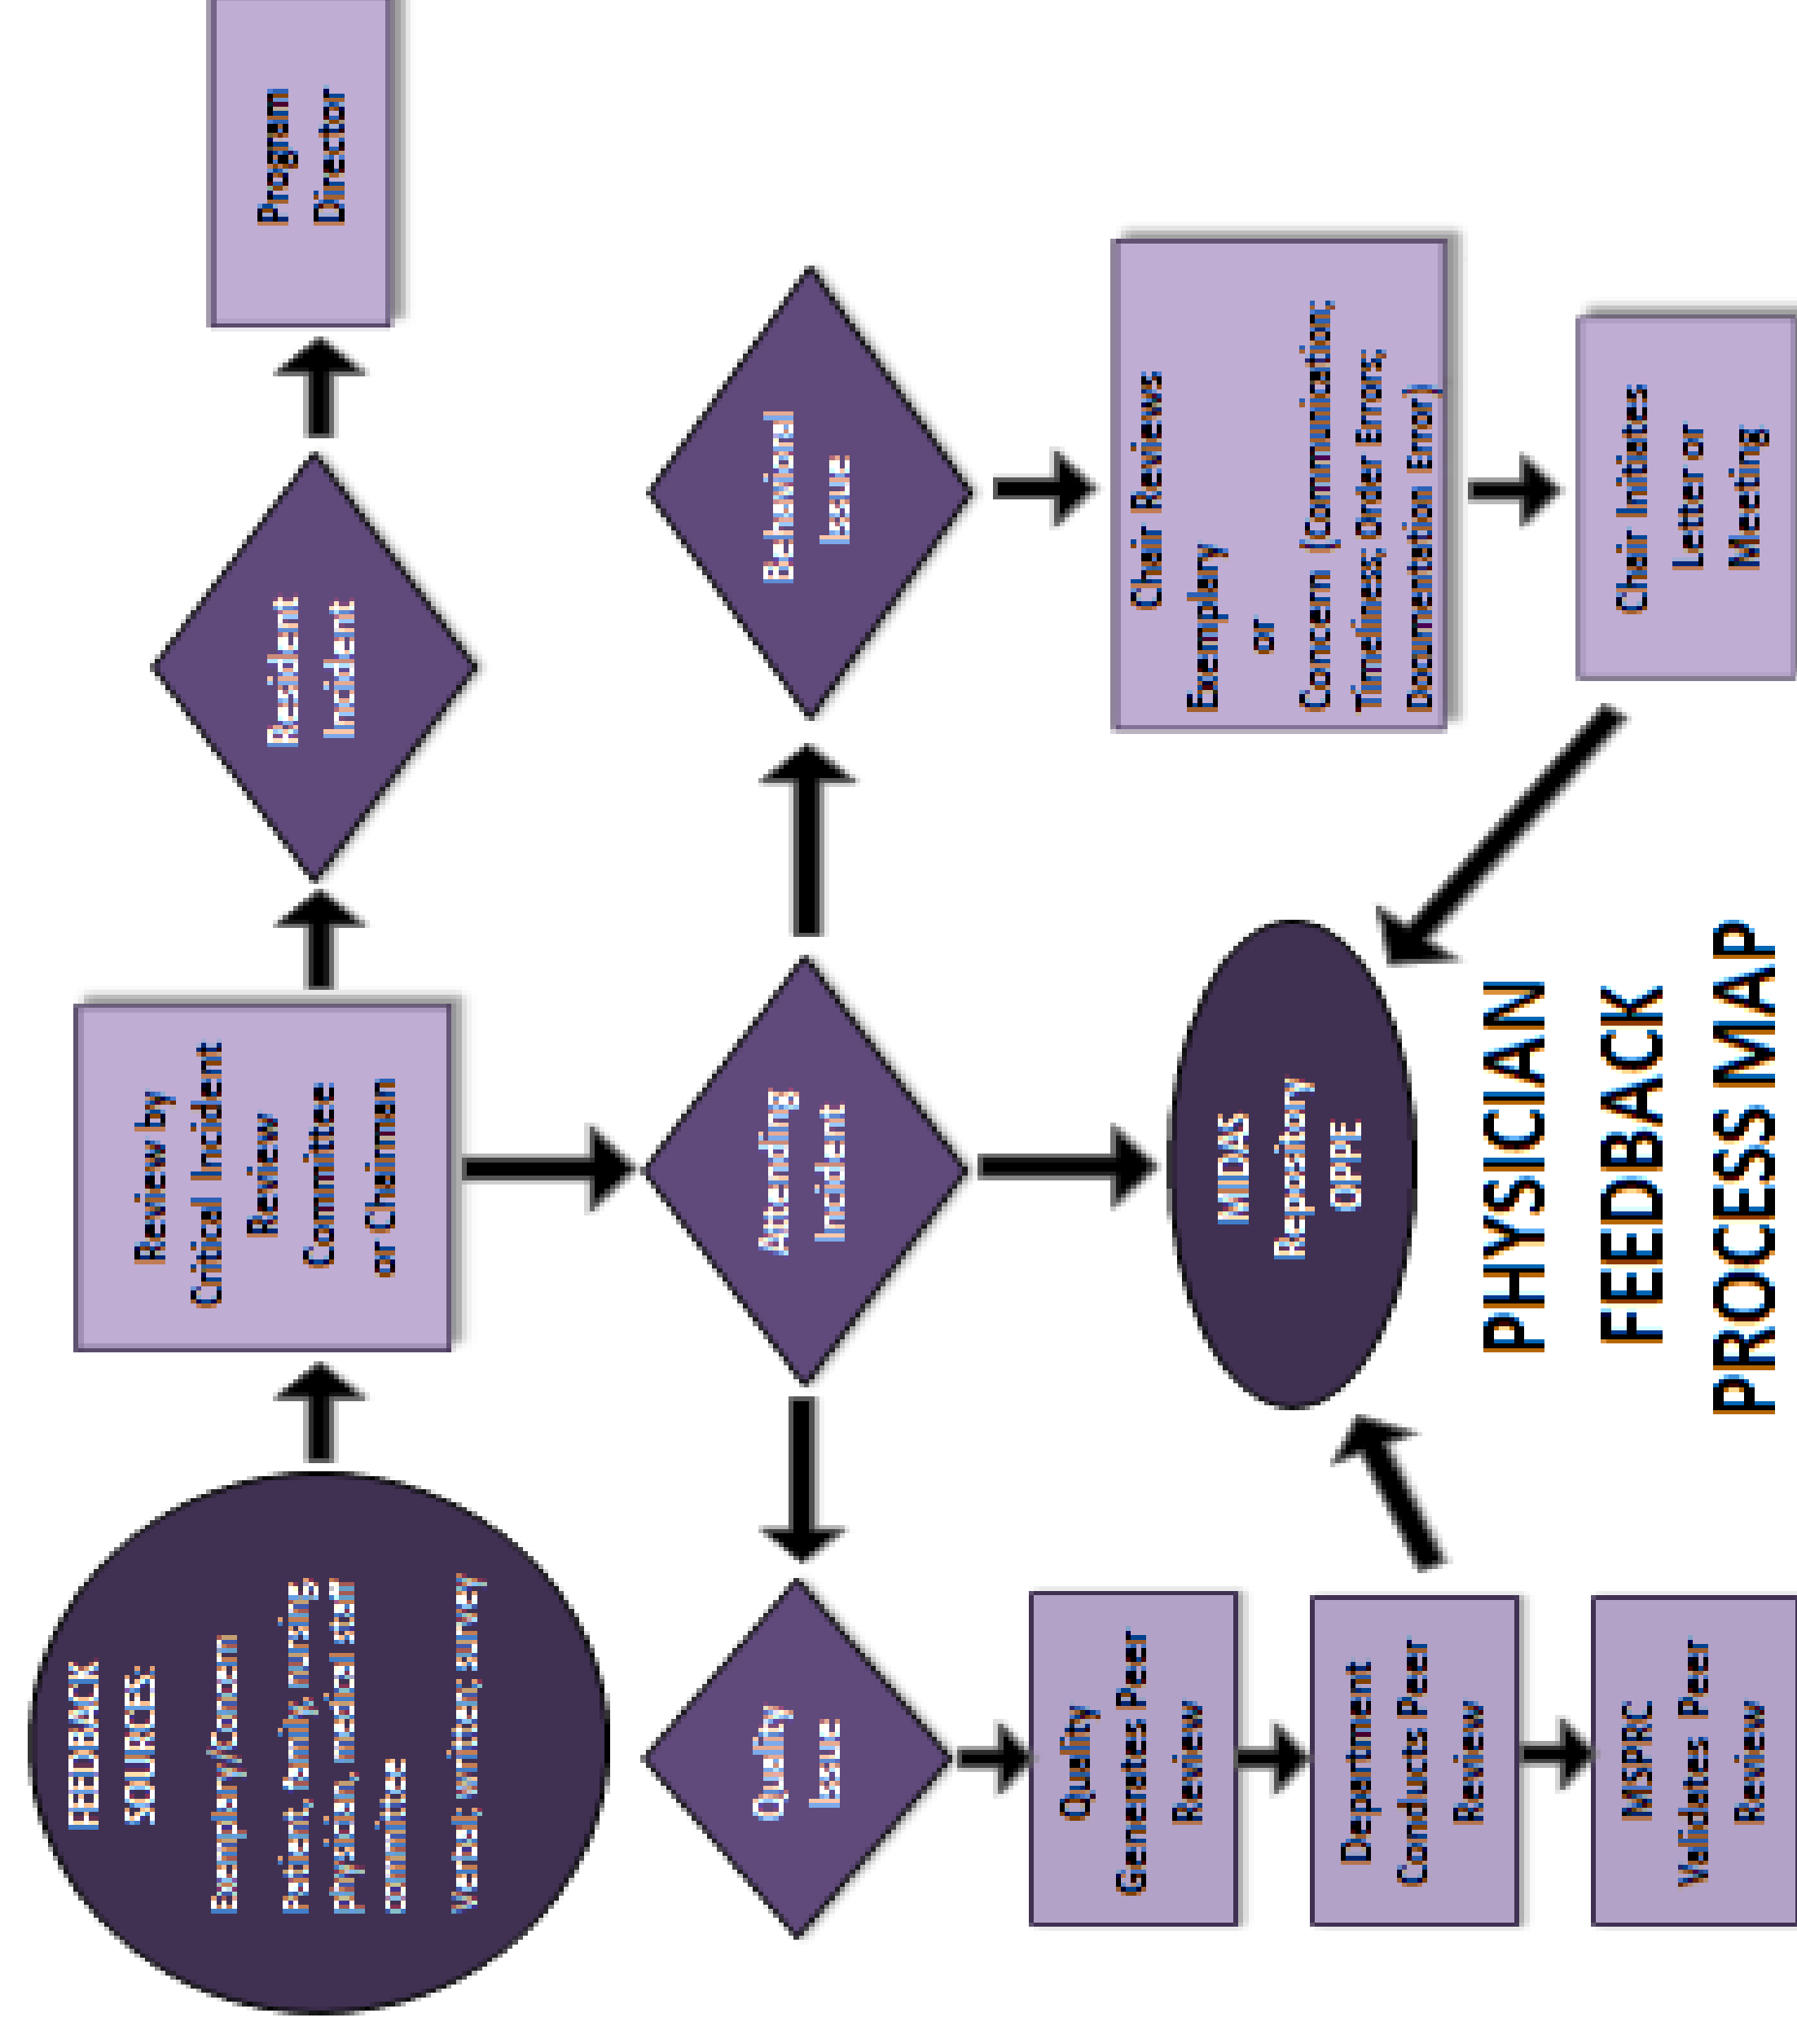 FEEDBACK
SOURCES:
Exemplary/Concern
Patient, family, nursing,
physician, medical staff
committee
Verbal; written; survey
Review by
Critical Incident
Review
Committee
or Chairman
Resident
Incident
Program
Director
Attending
Incident
Quality
Issue
Behavioral
Issue
Quality
Generates Peer
Review
Department
Conducts Peer
Review
MSPRC
Validates Peer
Review
MIDAS
Repository
OPPE
Chair Reviews
Exemplary
or
Concern (Communication;
Timeliness; Order Errors;
Documentation Error)
Chair Initiates
Letter or
Meeting
PHYSICIAN
FEEDBACK
PROCESS MAP